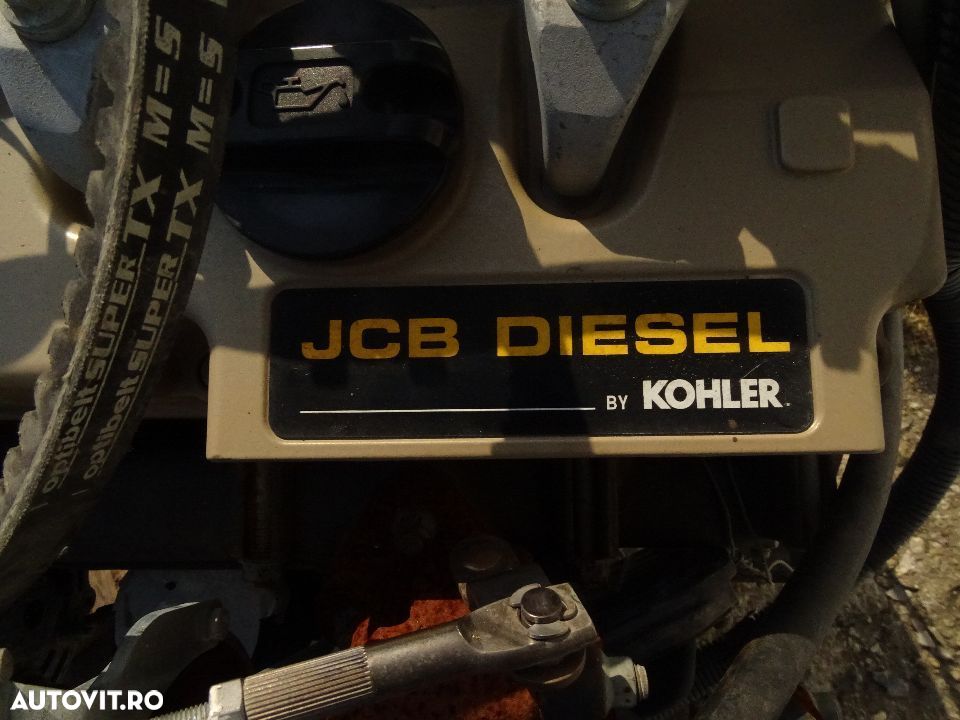 optibelt SUPER TX M=S
optibelt SUPER TX M=S
JCB DIESEL
BY KOHLER
AUTOVIT.RO